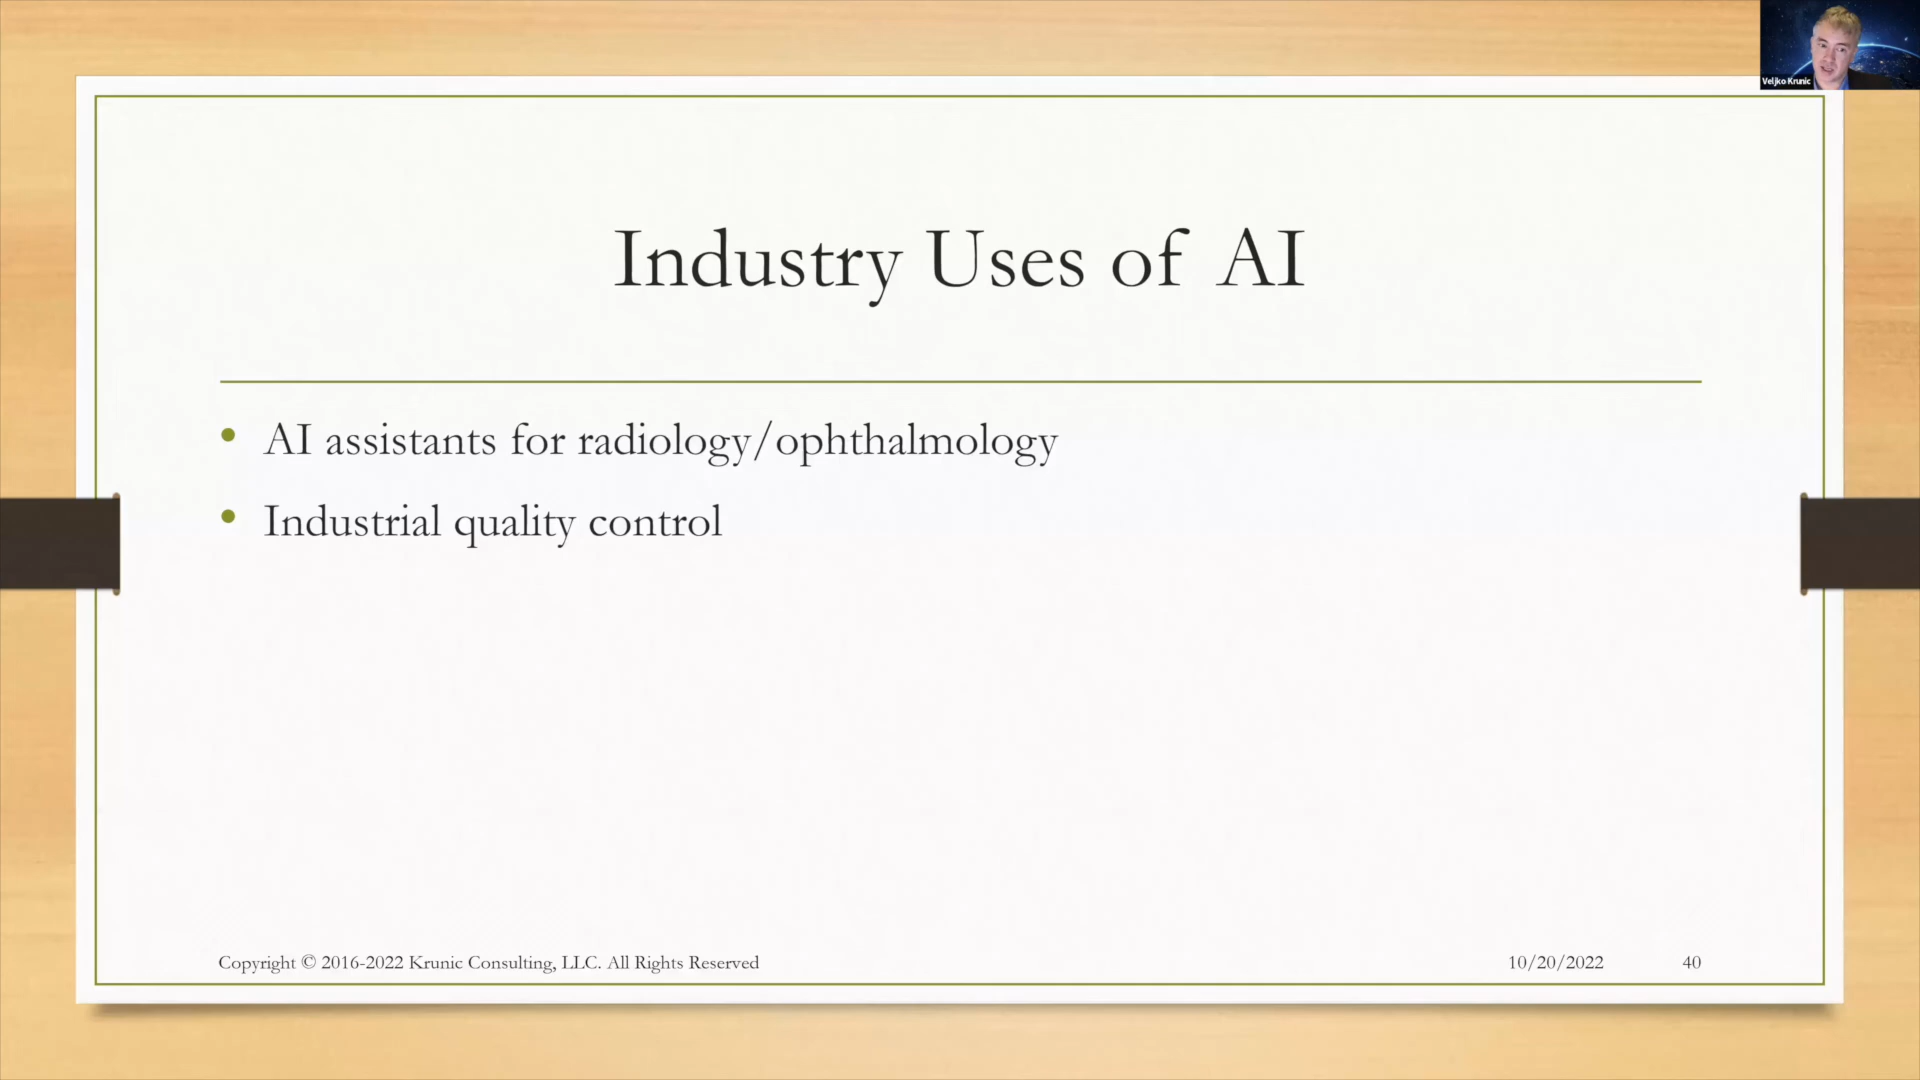 Veljko Krunic
Industry Uses of AI
• AI assistants for radiology/ophthalmology
• Industrial quality control
Copyright © 2016-2022 Krunic Consulting, LLC. All Rights Reserved
10/20/2022
40